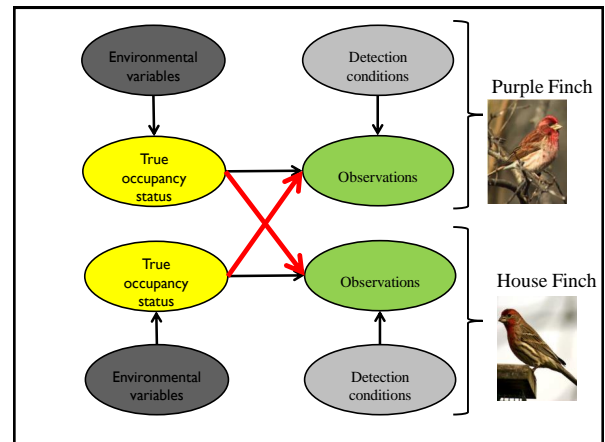 Environmental
variables
Detection
conditions
Purple Finch
True
occupancy
status
Observations
True
occupancy
status
Observations
House Finch
Environmental
variables
Detection
conditions